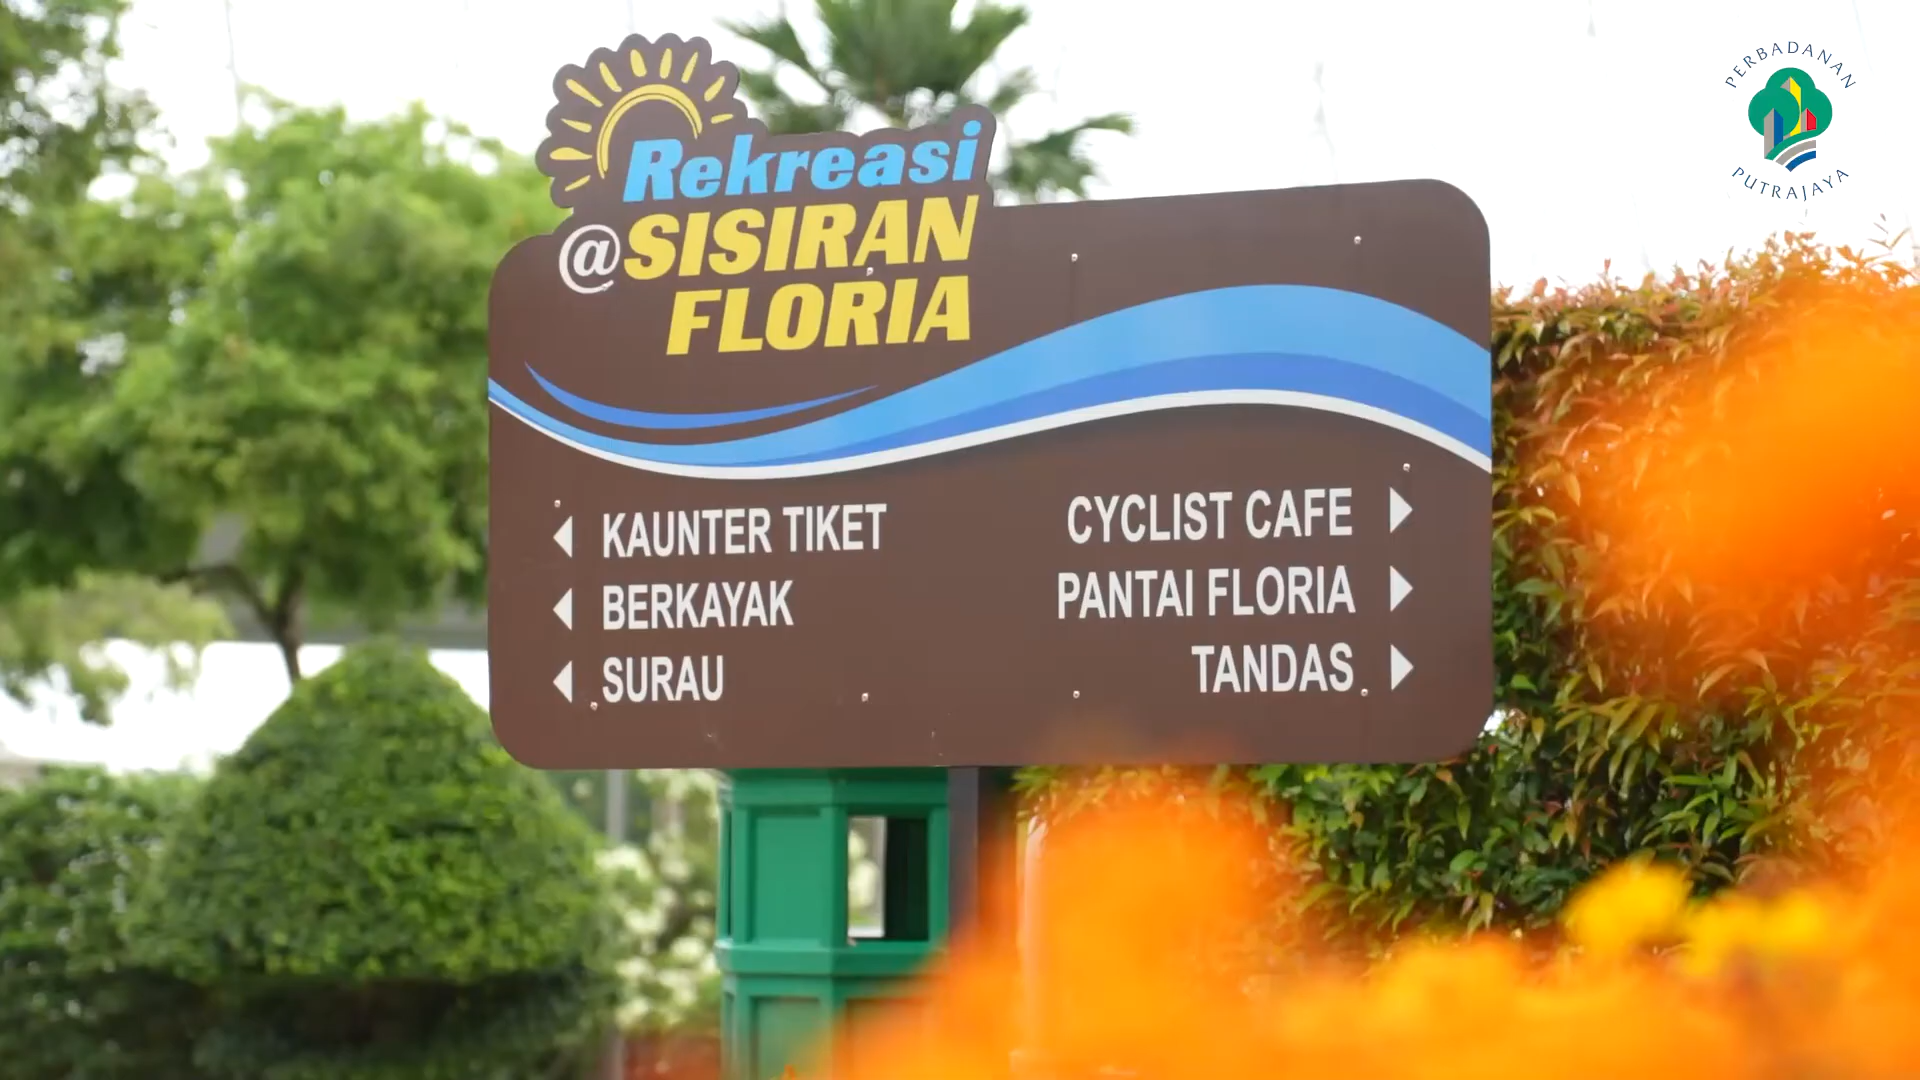 Rekreasi
@SISIRAN
FLORIA
KAUNTER TIKET
BERKAYAK
SURAU
CYCLIST CAFE
PANTAI FLORIA
TANDAS
PERBADANAN
PUTRAJAYA